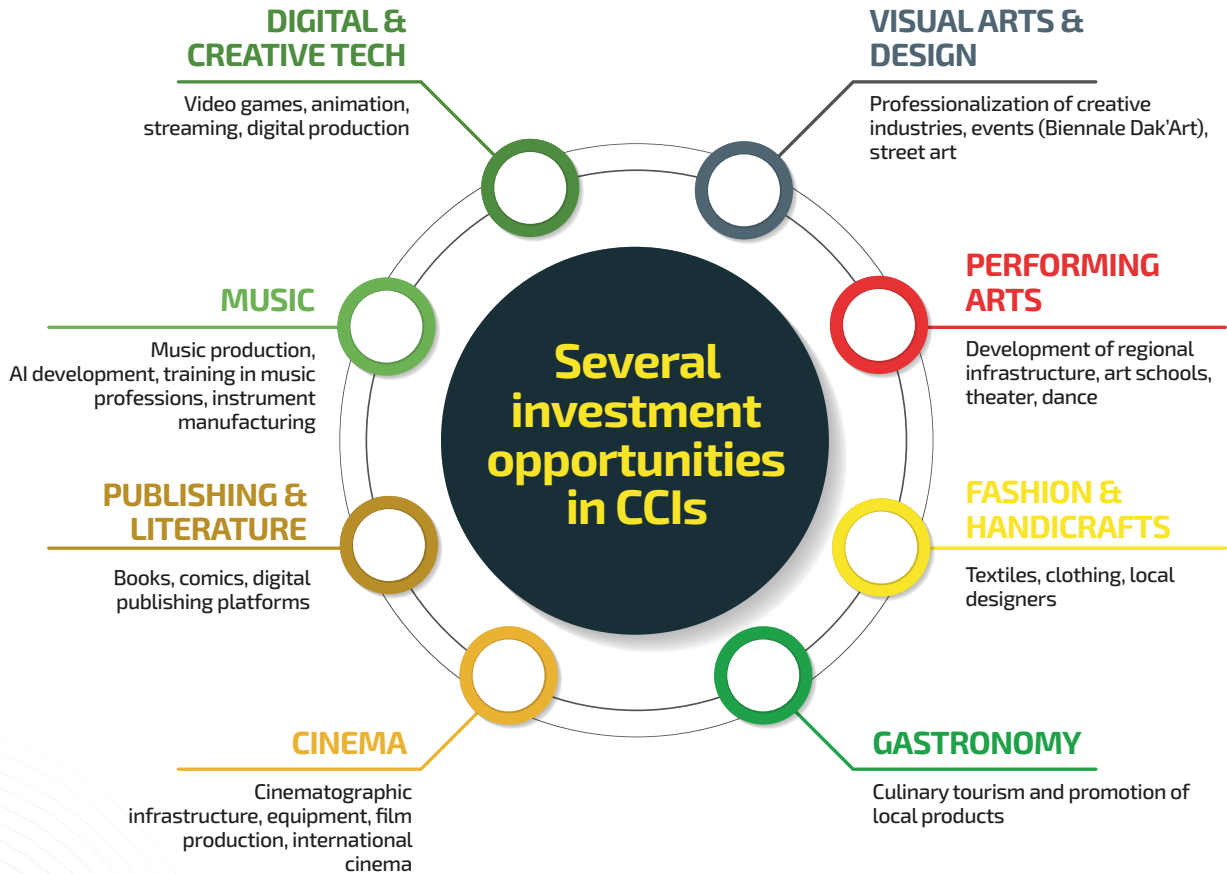 DIGITAL &
CREATIVE TECH
Video games, animation,
streaming, digital production
VISUAL ARTS &
DESIGN
Professionalization of creative
industries, events (Biennale Dak’Art),
street art
MUSIC
Music production,
AI development, training in music
professions, instrument
manufacturing
PERFORMING
ARTS
Development of regional
infrastructure, art schools,
theater, dance
Several
investment
opportunities
in CCIs
PUBLISHING &
LITERATURE
Books, comics, digital
publishing platforms
FASHION &
HANDICRAFTS
Textiles, clothing, local
designers
CINEMA
Cinematographic
infrastructure, equipment, film
production, international
cinema
GASTRONOMY
Culinary tourism and promotion of
local products